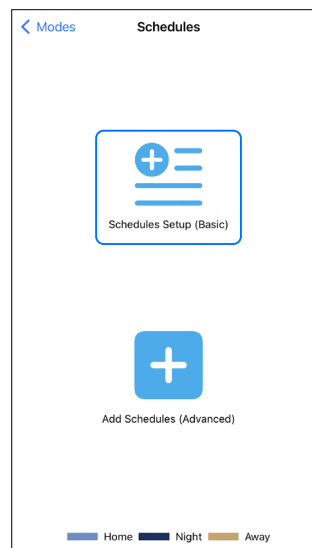 Modes
Schedules
Schedules Setup (Basic)
Add Schedules (Advanced)
Home Night Away